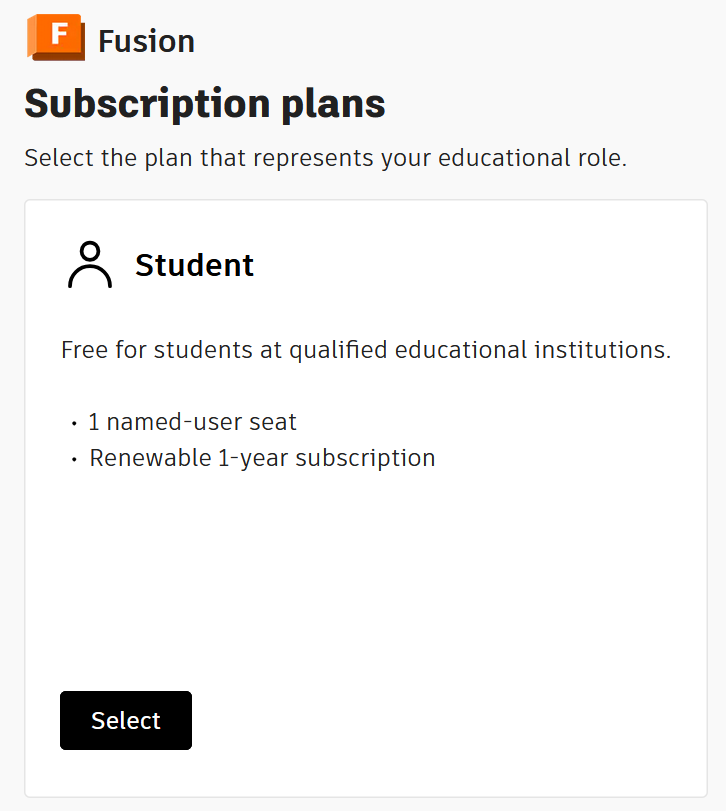 F Fusion
Subscription plans
Select the plan that represents your educational role.
Student
Free for students at qualified educational institutions.
• 1 named-user seat
• Renewable 1-year subscription
Select